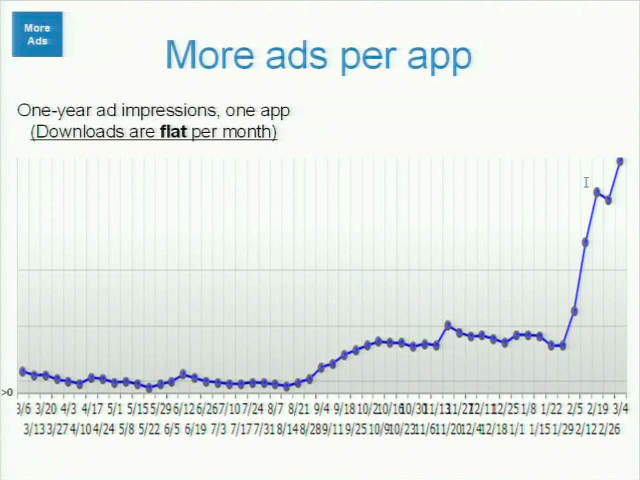 More
Ads
More ads per app
One-year ad impressions, one app
(Downloads are flat per month)
>0
3/6 3/20 4/3 4/17 5/1 5/15 5/29 6/12 6/26 7/10 7/24 8/7 8/21 9/4 9/18 10/2 10/16 10/30 11/13 11/27 12/11 12/25 1/8 1/22 2/5 2/19 3/4
3/13 3/27 4/10 4/24 5/8 5/22 6/5 6/19 7/3 7/17 7/31 8/14 8/28 9/11 9/25 10/9 10/23 11/6 11/20 12/4 12/18 1/1 1/15 1/29 2/12 2/26